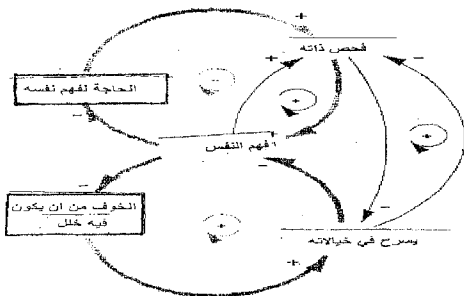 فحص ذاته
الحاجة لفهم نفسه
فهم النفس
الخوف من ان يكون
فيه خلل
يسرح في خيالاته